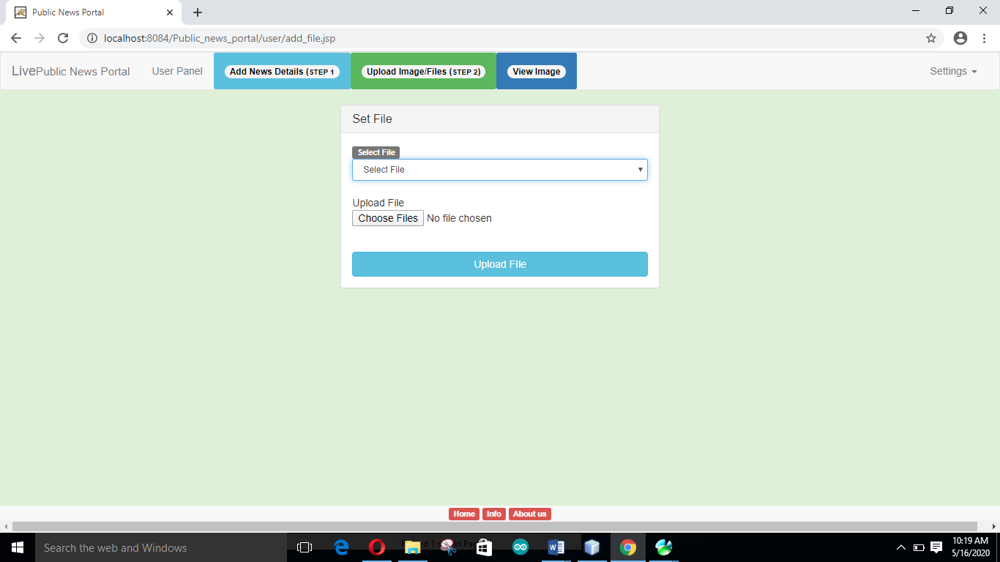 Public News Portal
localhost:8084/Public_news_portal/user/add_file.jsp
LivePublic News Portal User Panel Add News Details (STEP 1 Upload Image/Files (STEP 2) View Image Settings
Set File
Select File
Select File
Upload File
Choose Files No file chosen
Upload FIle
Home Info About us
Search the web and Windows
10:19 AM
5/16/2020